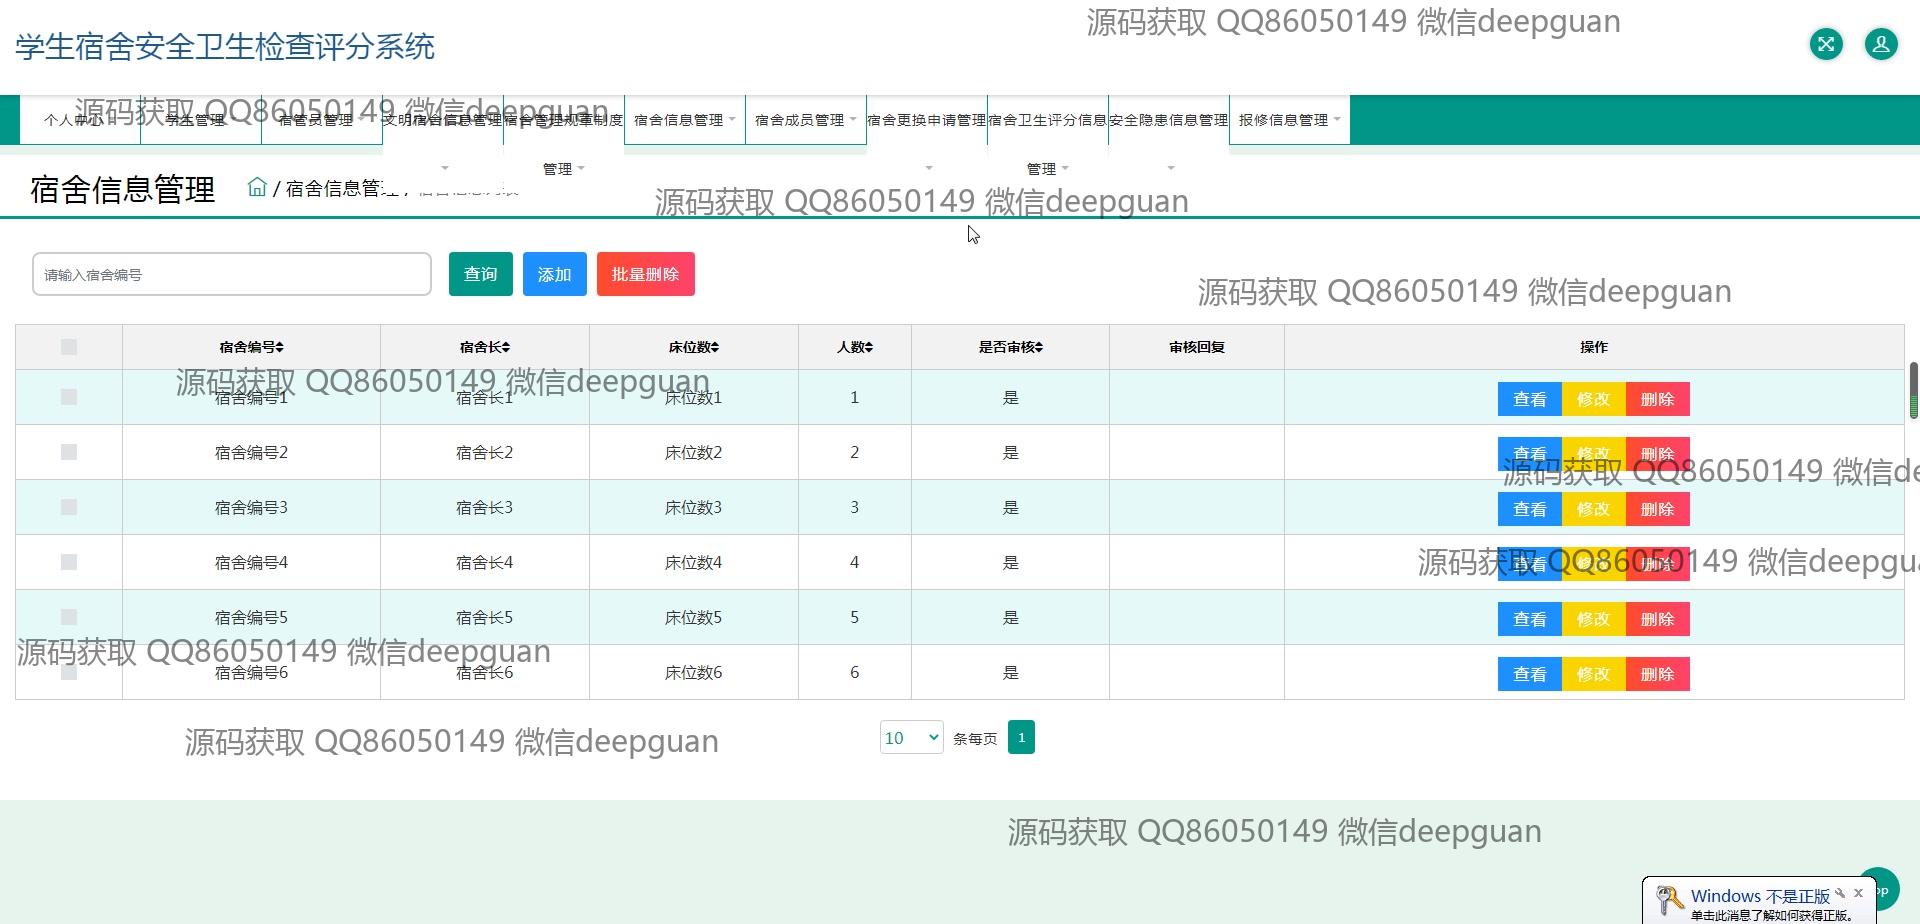 源码获取 QQ86050149 微信deepguan
学生宿舍安全卫生检查评分系统
源码获取 QQ86050149 微信deepguan
个人中心 学生管理 宿管员管理 文明宿舍信息管理 宿舍管理规章制度管理 宿舍信息管理 宿舍成员管理 宿舍更换申请管理 宿舍卫生评分信息管理 安全隐患信息管理 报修信息管理
宿舍信息管理 / 宿舍信息管理 / 宿舍信息列表
源码获取 QQ86050149 微信deepguan
请输入宿舍编号 查询 添加 批量删除
源码获取 QQ86050149 微信deepguan
宿舍编号 宿舍长 床位数 人数 是否审核 审核回复 操作
源码获取 QQ86050149 微信deepguan
宿舍编号1 宿舍长1 床位数1 1 是 查看 修改 删除
宿舍编号2 宿舍长2 床位数2 2 是 查看 修改 删除
源码获取 QQ86050149 微信de
宿舍编号3 宿舍长3 床位数3 3 是 查看 修改 删除
宿舍编号4 宿舍长4 床位数4 4 是 查看 修改 删除
源码获取 QQ86050149 微信deepgu
宿舍编号5 宿舍长5 床位数5 5 是 查看 修改 删除
源码获取 QQ86050149 微信deepguan
宿舍编号6 宿舍长6 床位数6 6 是 查看 修改 删除
源码获取 QQ86050149 微信deepguan
10 条每页 1
源码获取 QQ86050149 微信deepguan
Windows 不是正版
单击此消息了解如何获得正版。